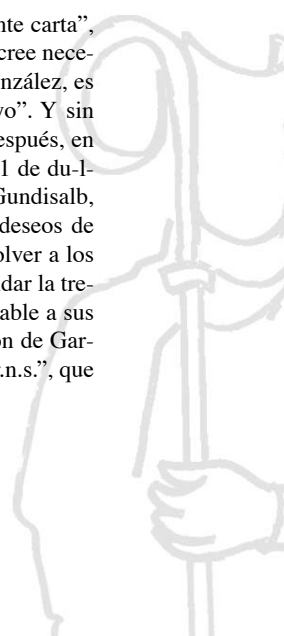 nte carta”,
cree nece-
nzález, es
vo”. Y sin
espués, en
1 de du-l-
Gundisalb,
deseos de
olver a los
dar la tre-
able a sus
ón de Gar-
.n.s.”, que